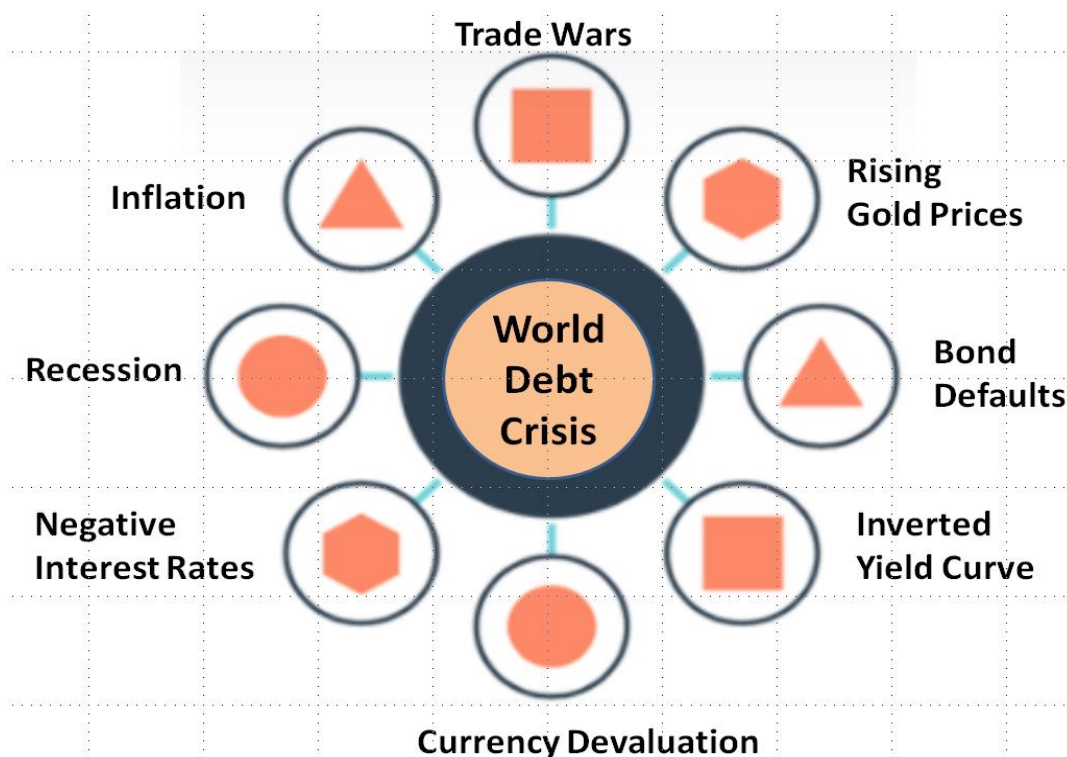 Trade Wars
Rising
Gold Prices
Inflation
World
Debt
Crisis
Bond
Defaults
Recession
Negative
Interest Rates
Inverted
Yield Curve
Currency Devaluation